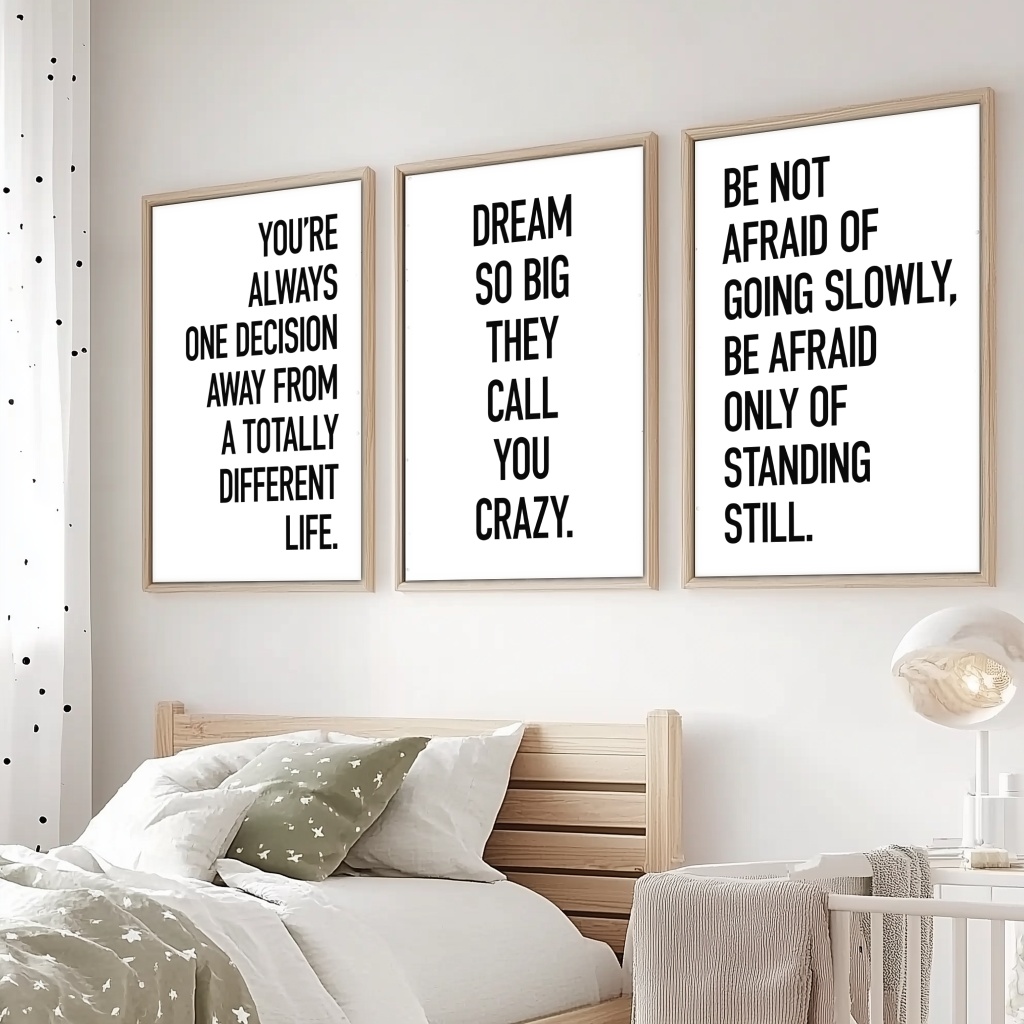 YOU'RE
ALWAYS
ONE DECISION
AWAY FROM
A TOTALLY
DIFFERENT
LIFE.
DREAM
SO BIG
THEY
CALL
YOU
CRAZY.
BE NOT
AFRAID OF
GOING SLOWLY,
BE AFRAID
ONLY OF
STANDING
STILL.